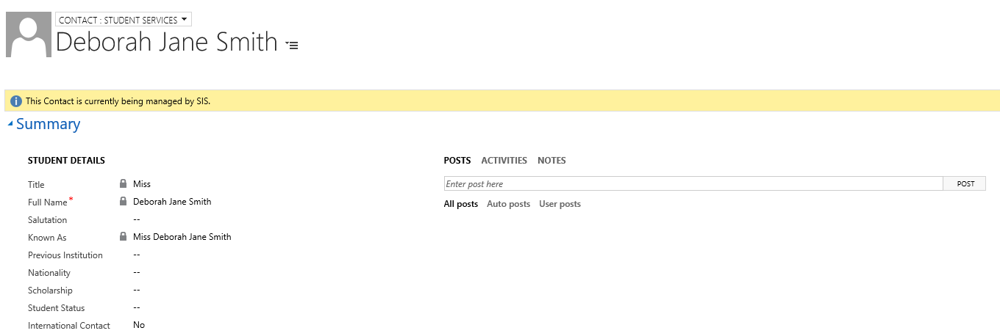 CONTACT : STUDENT SERVICES
Deborah Jane Smith
This Contact is currently being managed by SIS.
Summary
STUDENT DETAILS
Title Miss
Full Name* Deborah Jane Smith
Salutation --
Known As Miss Deborah Jane Smith
Previous Institution --
Nationality --
Scholarship --
Student Status --
International Contact No
POSTS ACTIVITIES NOTES
Enter post here POST
All posts Auto posts User posts